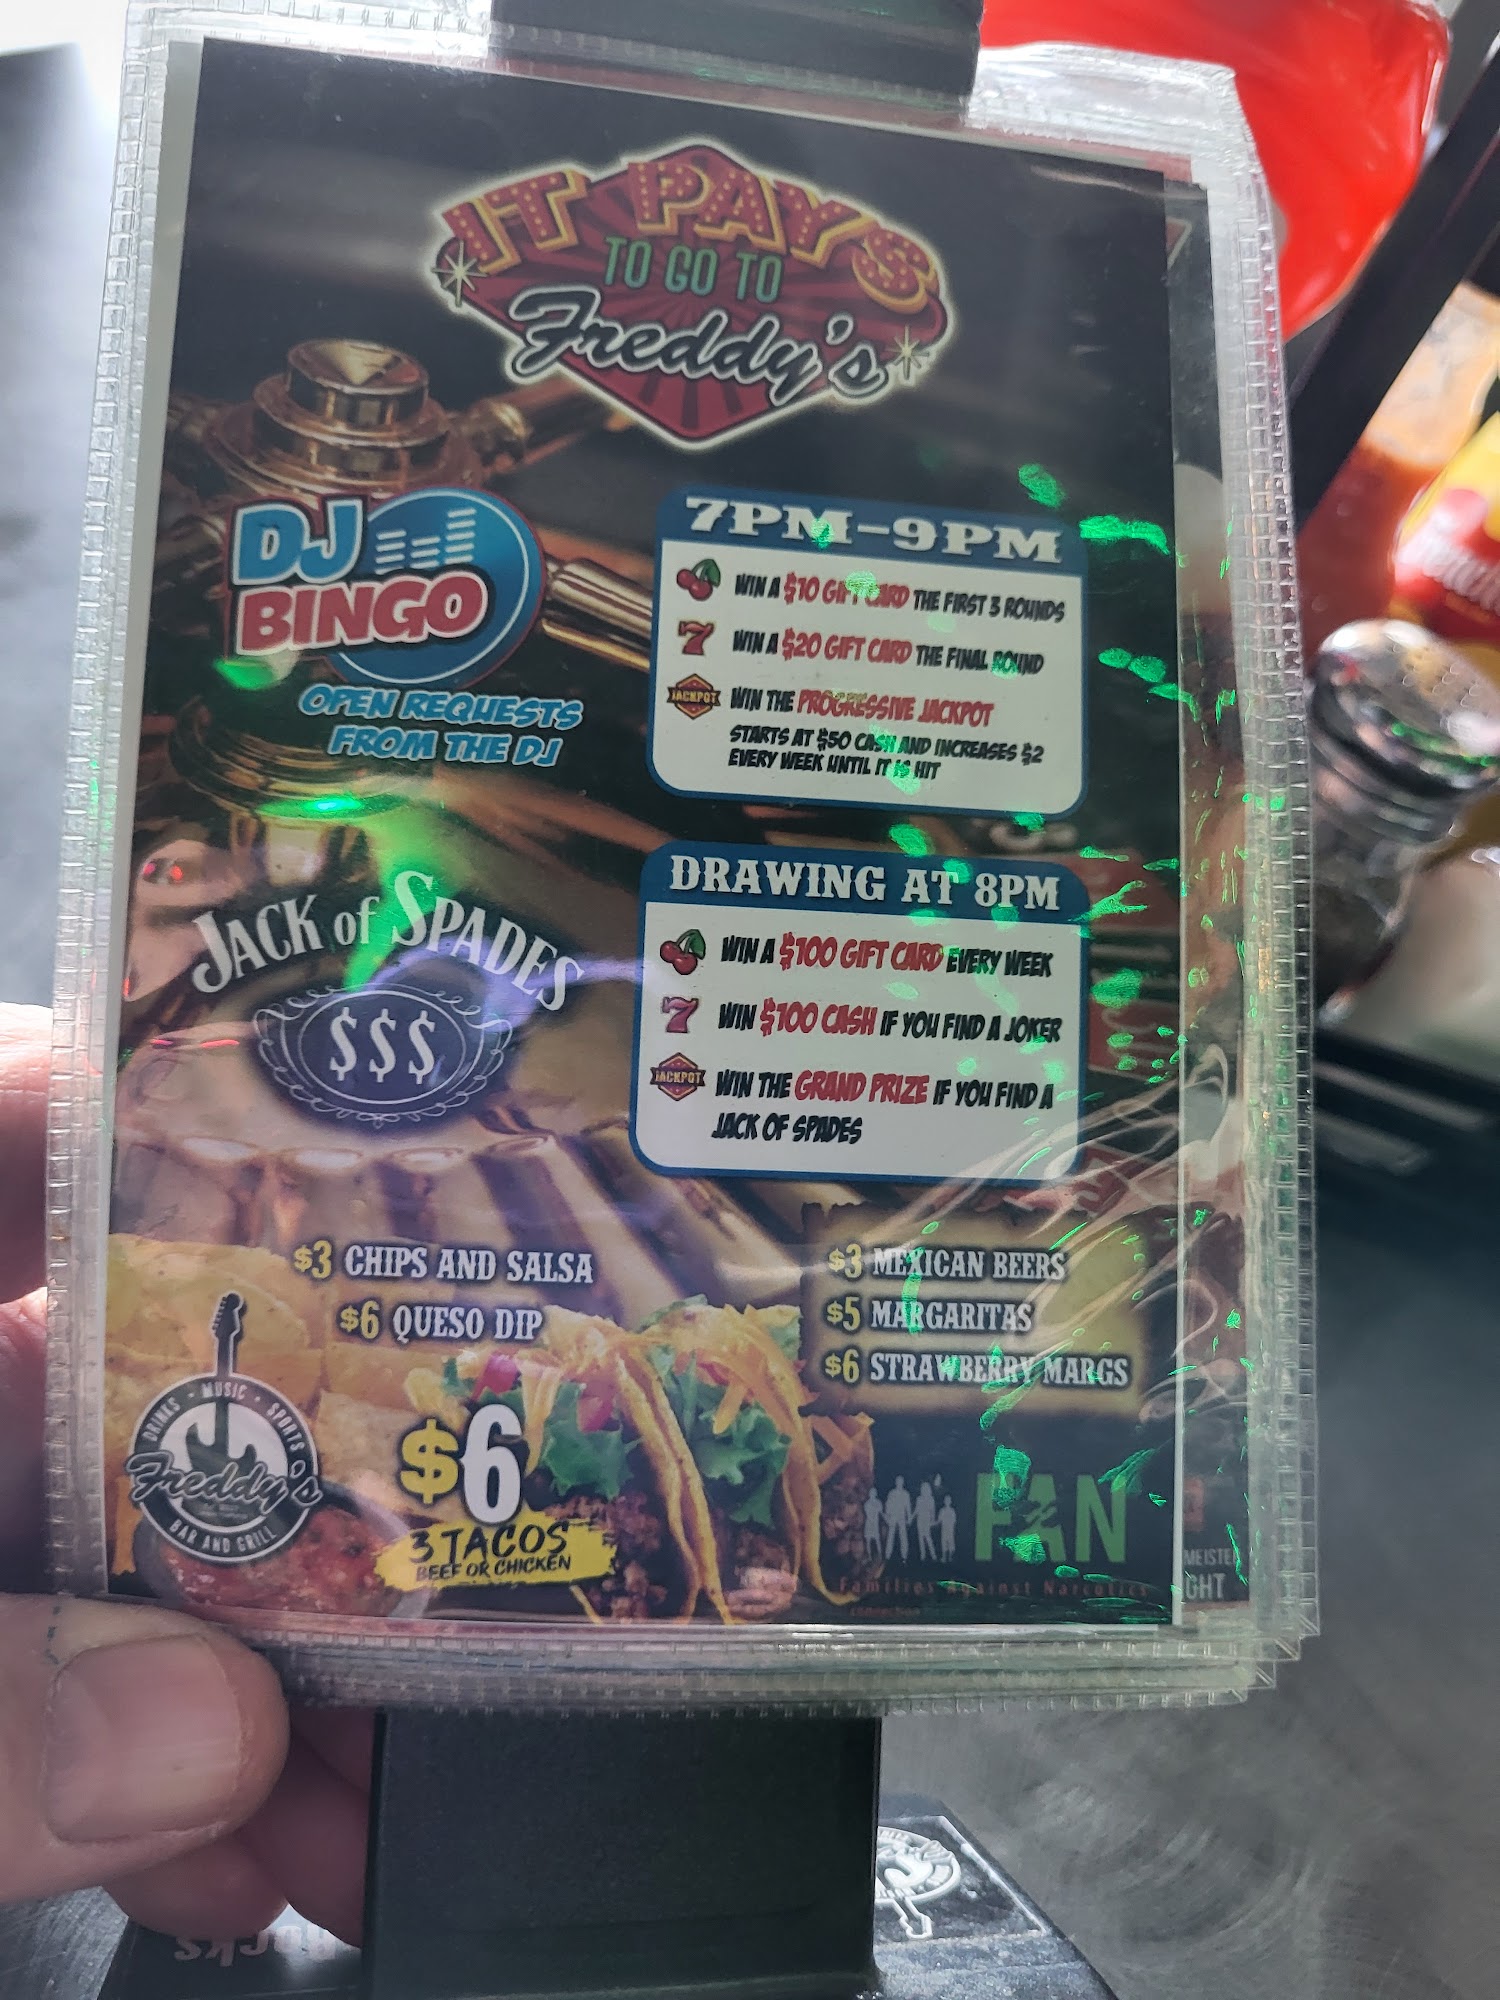 IT PAYS
TO GO TO
Freddy's
DJ
BINGO
OPEN REQUESTS
FROM THE DJ
7PM-9PM
WIN A $10 GIFT CARD THE FIRST 3 ROUNDS
7
WIN A $20 GIFT CARD THE FINAL ROUND
JACKPOT
WIN THE PROGRESSIVE JACKPOT
STARTS AT $50 CASH AND INCREASES $2
EVERY WEEK UNTIL IT IS HIT
JACK of SPADES
$$$
DRAWING AT 8PM
WIN A $100 GIFT CARD EVERY WEEK
7
WIN $100 CASH IF YOU FIND A JOKER
JACKPOT
WIN THE GRAND PRIZE IF YOU FIND A
JACK OF SPADES
$3 CHIPS AND SALSA
$6 QUESO DIP
$3 MEXICAN BEERS
$5 MARGARITAS
$6 STRAWBERRY MARGS
DRINKS • MUSIC • SPORTS
Freddy's
BAR AND GRILL
$6
3 TACOS
BEEF OR CHICKEN
FAN
Families Against Narcotics
MEISTE
GHT